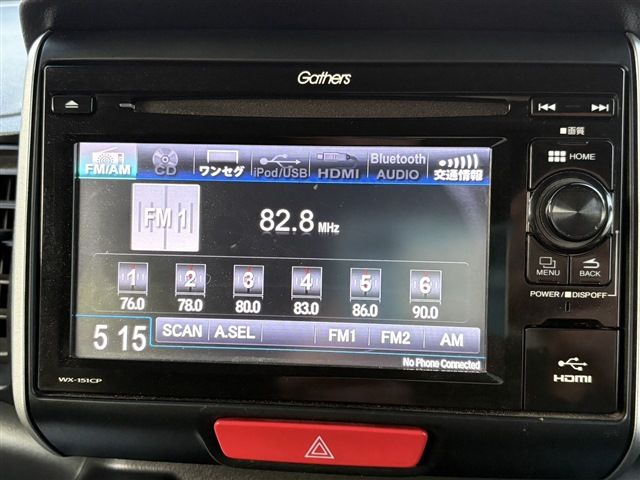 Gathers
■画質
HOME
FM/AM CD ワンセグ iPod/USB HDMI Bluetooth AUDIO 交通情報
FM 1
82.8 MHz
1 2 3 4 5 6
76.0 78.0 80.0 83.0 86.0 90.0
MENU BACK
POWER/■DISPOFF
5 15 SCAN A.SEL FM1 FM2 AM
No Phone Connected
WX-151CP
HDMI